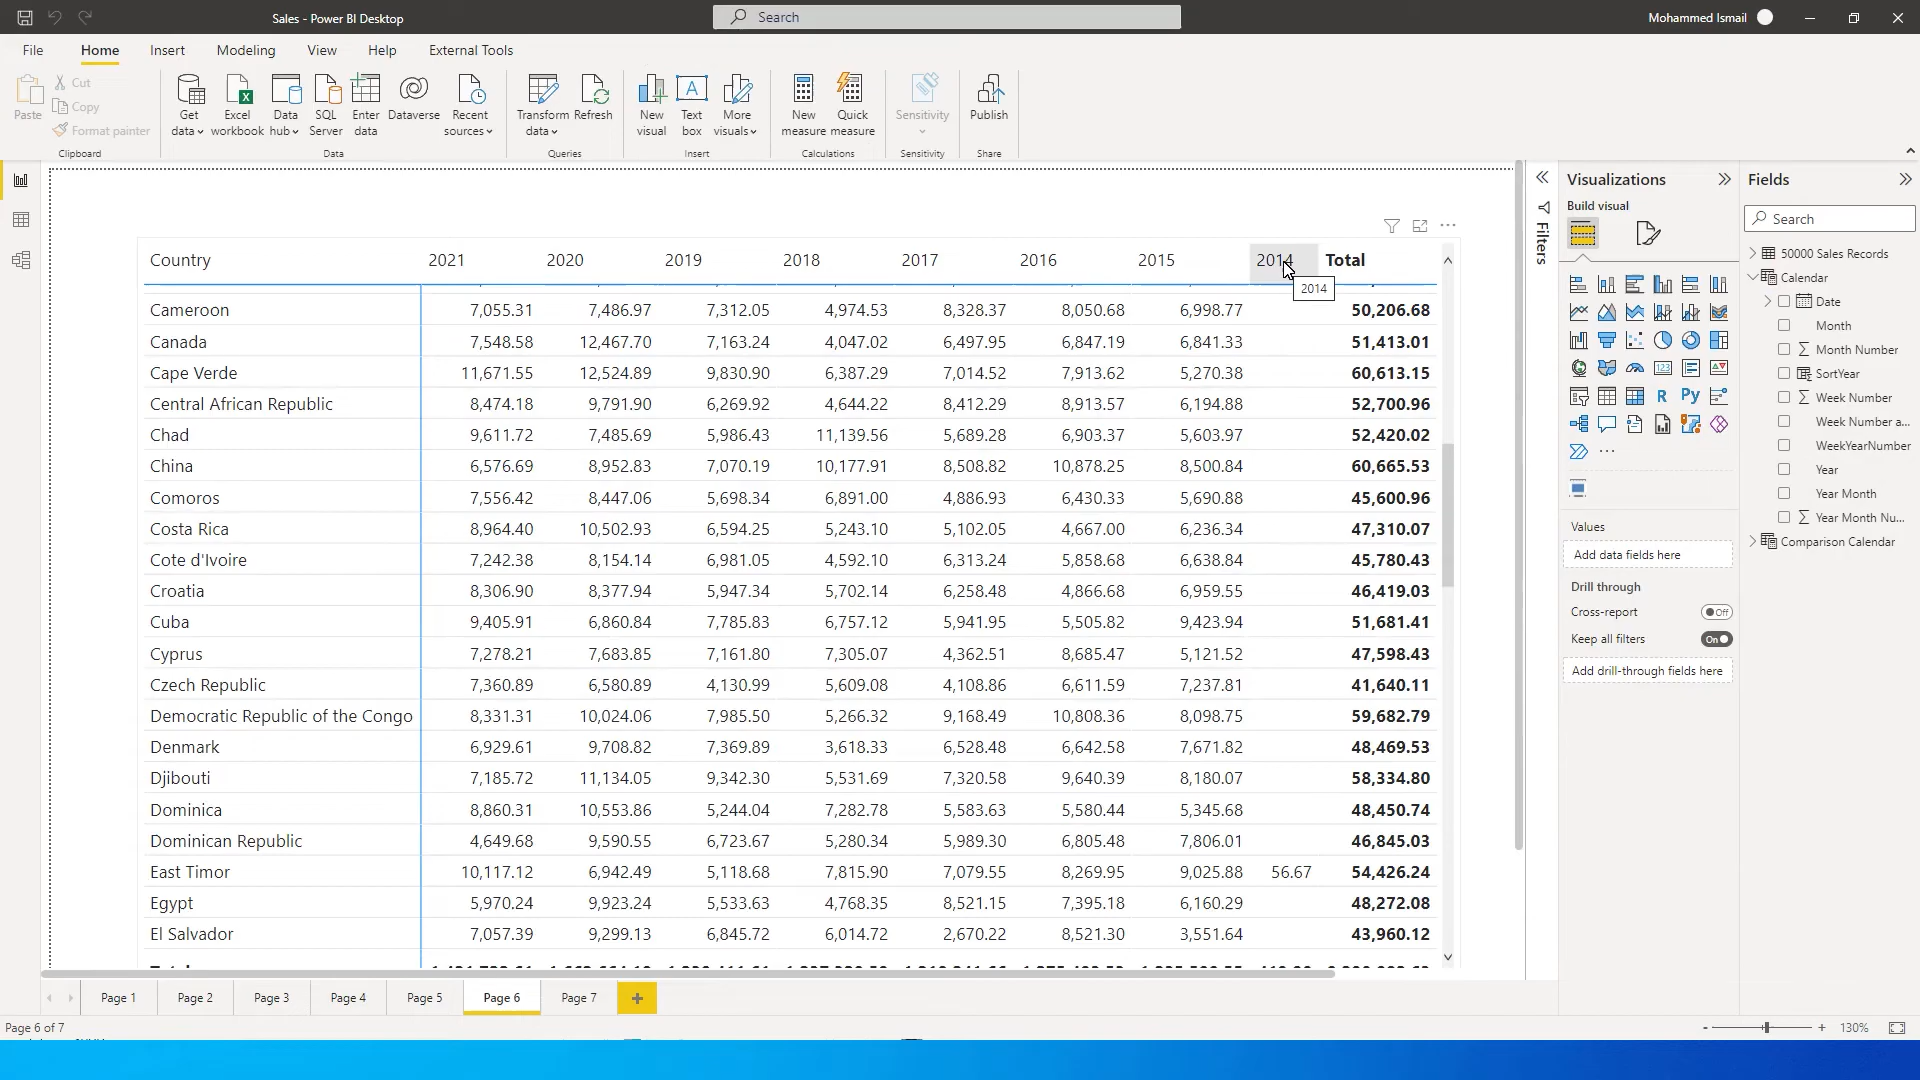 Sales - Power BI Desktop
Search
Mohammed Ismail
File Home Insert Modeling View Help External Tools
Paste
Cut
Copy
Format painter
Clipboard
Get data
Excel workbook
Data hub
SQL Server
Enter data
Dataverse
Recent sources
Data
Transform data
Refresh
Queries
New visual
Text box
More visuals
Insert
New measure
Quick measure
Calculations
Sensitivity
Sensitivity
Publish
Share
Country 2021 2020 2019 2018 2017 2016 2015 2014 Total
2014
Cameroon 7,055.31 7,486.97 7,312.05 4,974.53 8,328.37 8,050.68 6,998.77 50,206.68
Canada 7,548.58 12,467.70 7,163.24 4,047.02 6,497.95 6,847.19 6,841.33 51,413.01
Cape Verde 11,671.55 12,524.89 9,830.90 6,387.29 7,014.52 7,913.62 5,270.38 60,613.15
Central African Republic 8,474.18 9,791.90 6,269.92 4,644.22 8,412.29 8,913.57 6,194.88 52,700.96
Chad 9,611.72 7,485.69 5,986.43 11,139.56 5,689.28 6,903.37 5,603.97 52,420.02
China 6,576.69 8,952.83 7,070.19 10,177.91 8,508.82 10,878.25 8,500.84 60,665.53
Comoros 7,556.42 8,447.06 5,698.34 6,891.00 4,886.93 6,430.33 5,690.88 45,600.96
Costa Rica 8,964.40 10,502.93 6,594.25 5,243.10 5,102.05 4,667.00 6,236.34 47,310.07
Cote d'Ivoire 7,242.38 8,154.14 6,981.05 4,592.10 6,313.24 5,858.68 6,638.84 45,780.43
Croatia 8,306.90 8,377.94 5,947.34 5,702.14 6,258.48 4,866.68 6,959.55 46,419.03
Cuba 9,405.91 6,860.84 7,785.83 6,757.12 5,941.95 5,505.82 9,423.94 51,681.41
Cyprus 7,278.21 7,683.85 7,161.80 7,305.07 4,362.51 8,685.47 5,121.52 47,598.43
Czech Republic 7,360.89 6,580.89 4,130.99 5,609.08 4,108.86 6,611.59 7,237.81 41,640.11
Democratic Republic of the Congo 8,331.31 10,024.06 7,985.50 5,266.32 9,168.49 10,808.36 8,098.75 59,682.79
Denmark 6,929.61 9,708.82 7,369.89 3,618.33 6,528.48 6,642.58 7,671.82 48,469.53
Djibouti 7,185.72 11,134.05 9,342.30 5,531.69 7,320.58 9,640.39 8,180.07 58,334.80
Dominica 8,860.31 10,553.86 5,244.04 7,282.78 5,583.63 5,580.44 5,345.68 48,450.74
Dominican Republic 4,649.68 9,590.55 6,723.67 5,280.34 5,989.30 6,805.48 7,806.01 46,845.03
East Timor 10,117.12 6,942.49 5,118.68 7,815.90 7,079.55 8,269.95 9,025.88 56.67 54,426.24
Egypt 5,970.24 9,923.24 5,533.63 4,768.35 8,521.15 7,395.18 6,160.29 48,272.08
El Salvador 7,057.39 9,299.13 6,845.72 6,014.72 2,670.22 8,521.30 3,551.64 43,960.12
Filters
Visualizations
Build visual
123
R
Py
Values
Add data fields here
Drill through
Cross-report Off
Keep all filters On
Add drill-through fields here
Fields
Search
50000 Sales Records
Calendar
Date
Month
Month Number
SortYear
Week Number
Week Number a...
WeekYearNumber
Year
Year Month
Year Month Nu...
Comparison Calendar
Page 1 Page 2 Page 3 Page 4 Page 5 Page 6 Page 7 +
Page 6 of 7
- + 130%